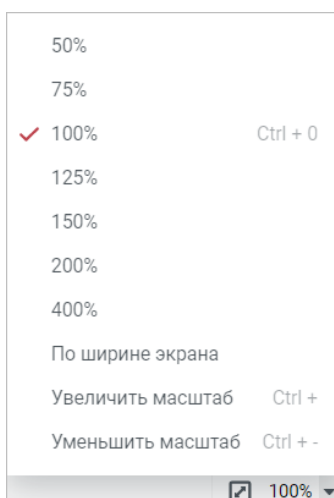 50%
75%
100% Ctrl + 0
125%
150%
200%
400%
По ширине экрана
Увеличить масштаб Ctrl +
Уменьшить масштаб Ctrl + -
100%